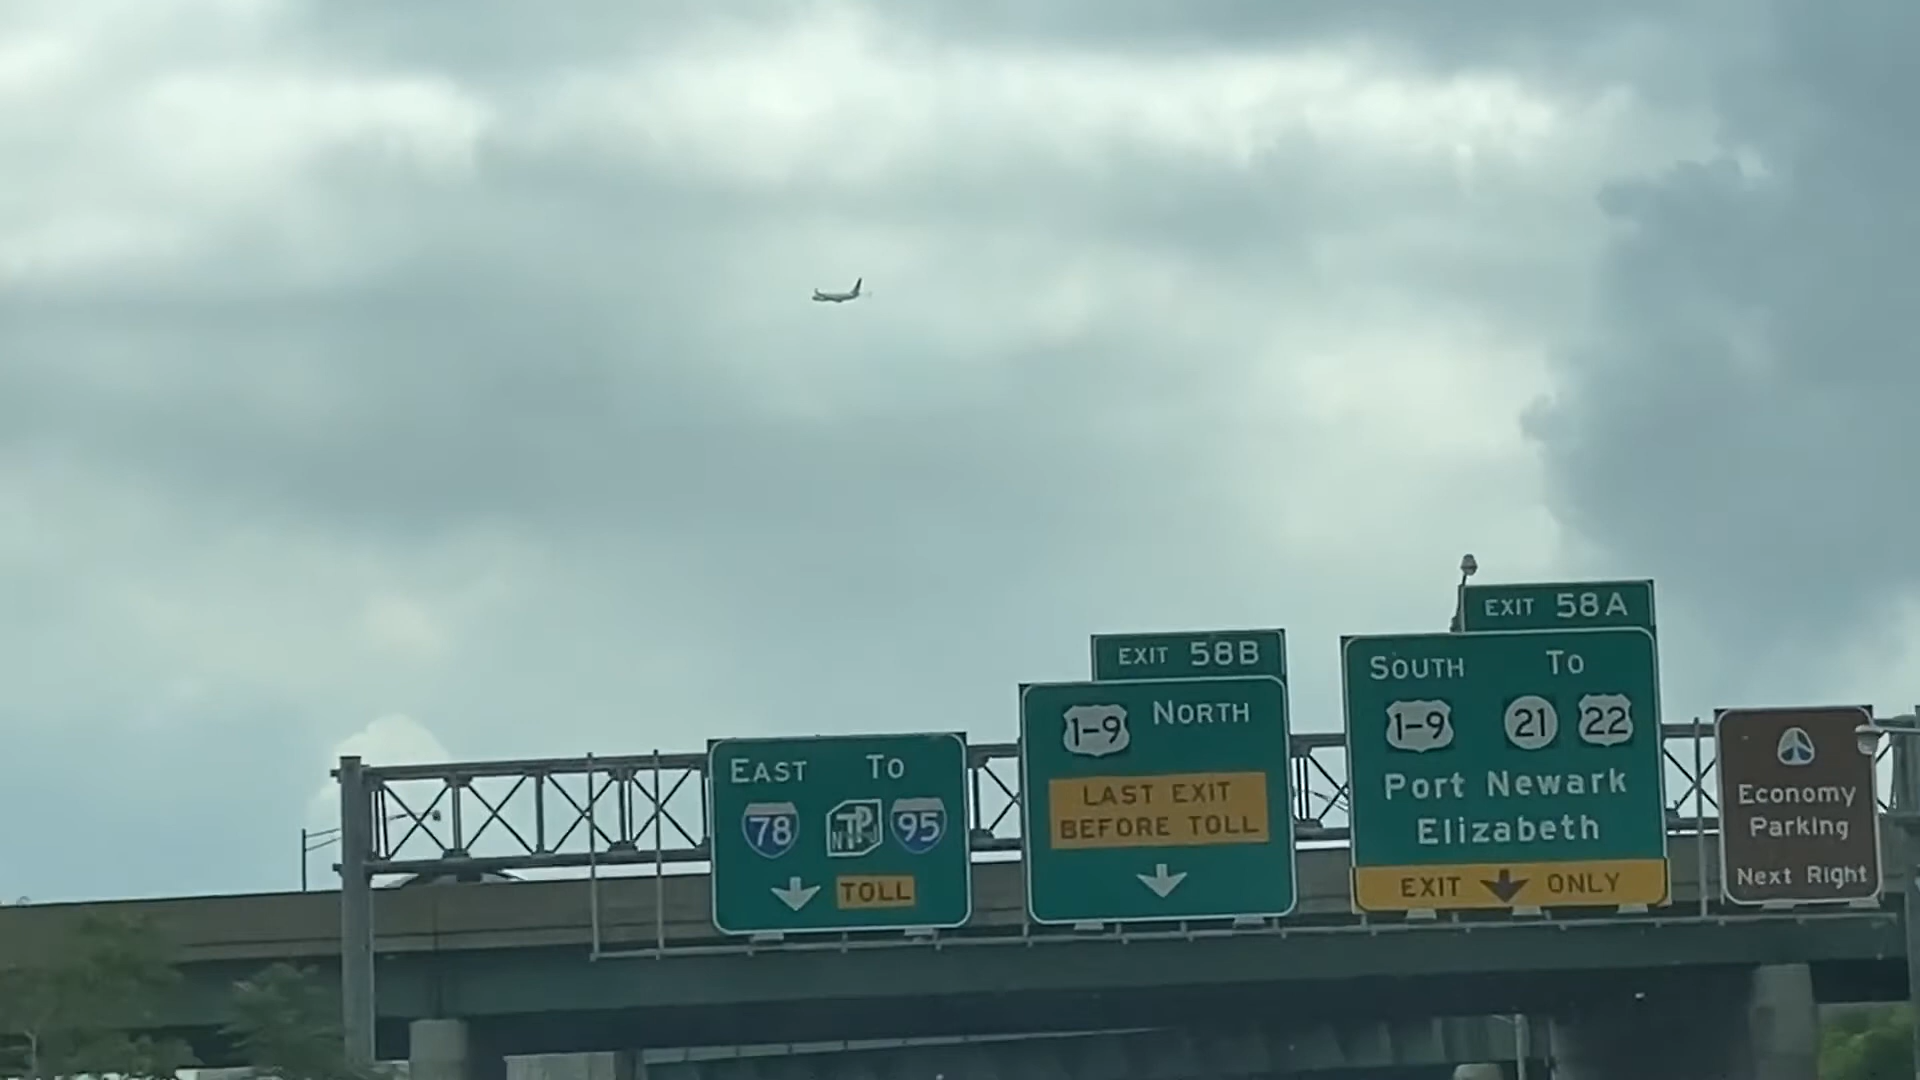 EXIT 58A
EXIT 58B
SOUTH TO
1-9 21 22
Port Newark
Elizabeth
EXIT ONLY
1-9 NORTH
LAST EXIT
BEFORE TOLL
EAST TO
78 NJTP 95
TOLL
Economy
Parking
Next Right